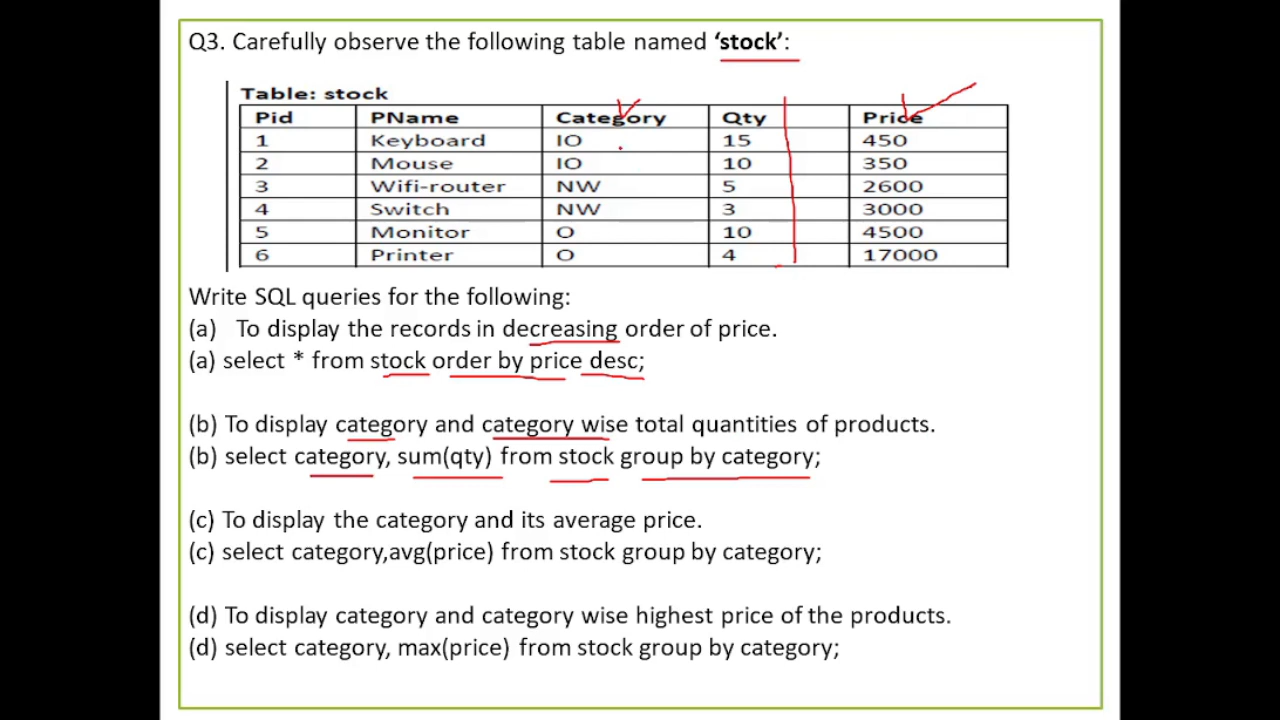 Q3. Carefully observe the following table named ‘stock’:
Table: stock
Pid PName Category Qty Price
1 Keyboard IO 15 450
2 Mouse IO 10 350
3 Wifi-router NW 5 2600
4 Switch NW 3 3000
5 Monitor O 10 4500
6 Printer O 4 17000
Write SQL queries for the following:
(a) To display the records in decreasing order of price.
(a) select * from stock order by price desc;
(b) To display category and category wise total quantities of products.
(b) select category, sum(qty) from stock group by category;
(c) To display the category and its average price.
(c) select category,avg(price) from stock group by category;
(d) To display category and category wise highest price of the products.
(d) select category, max(price) from stock group by category;